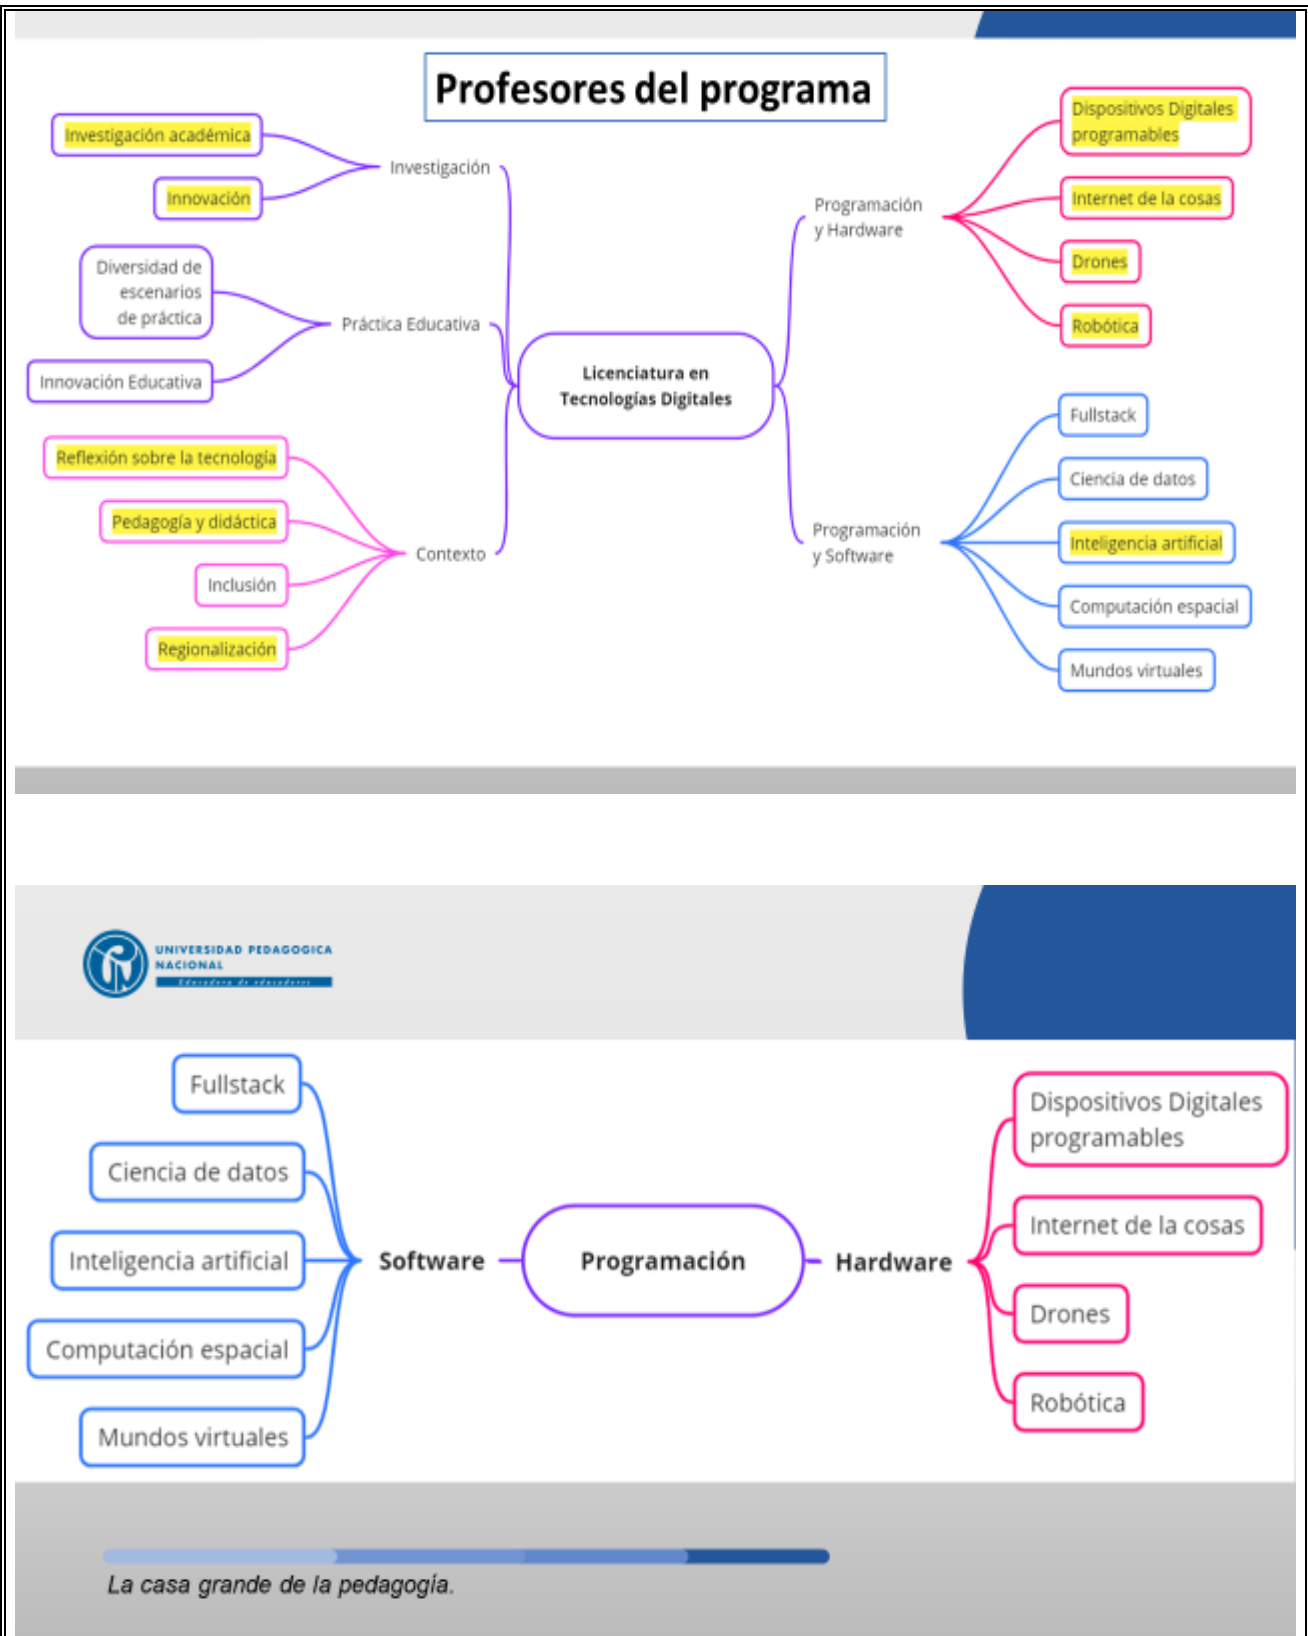 Profesores del programa
Investigación académica
Innovación
Investigación
Diversidad de
escenarios
de práctica
Innovación Educativa
Práctica Educativa
Reflexión sobre la tecnología
Pedagogía y didáctica
Inclusión
Regionalización
Contexto
Licenciatura en
Tecnologías Digitales
Programación
y Hardware
Dispositivos Digitales
programables
Internet de la cosas
Drones
Robótica
Programación
y Software
Fullstack
Ciencia de datos
Inteligencia artificial
Computación espacial
Mundos virtuales
UNIVERSIDAD PEDAGOGICA
NACIONAL
Educadora de educadores
Fullstack
Ciencia de datos
Inteligencia artificial
Computación espacial
Mundos virtuales
Software
Programación
Hardware
Dispositivos Digitales
programables
Internet de la cosas
Drones
Robótica
La casa grande de la pedagogía.